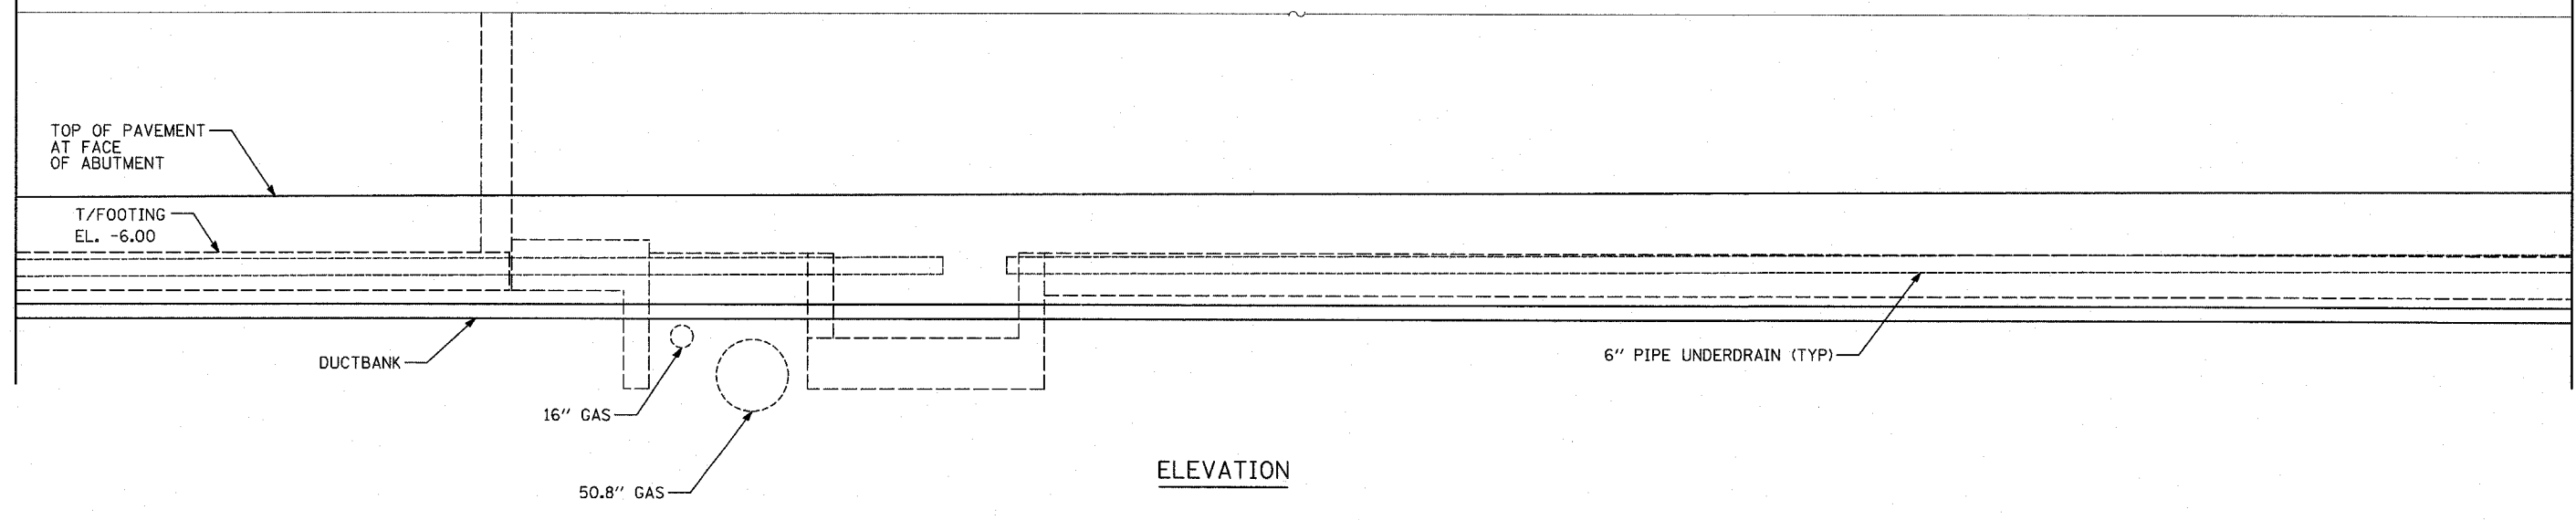 TOP OF PAVEMENT
AT FACE
OF ABUTMENT
T/FOOTING
EL. -6.00
DUCTBANK
16" GAS
50.8" GAS
6" PIPE UNDERDRAIN (TYP)
ELEVATION